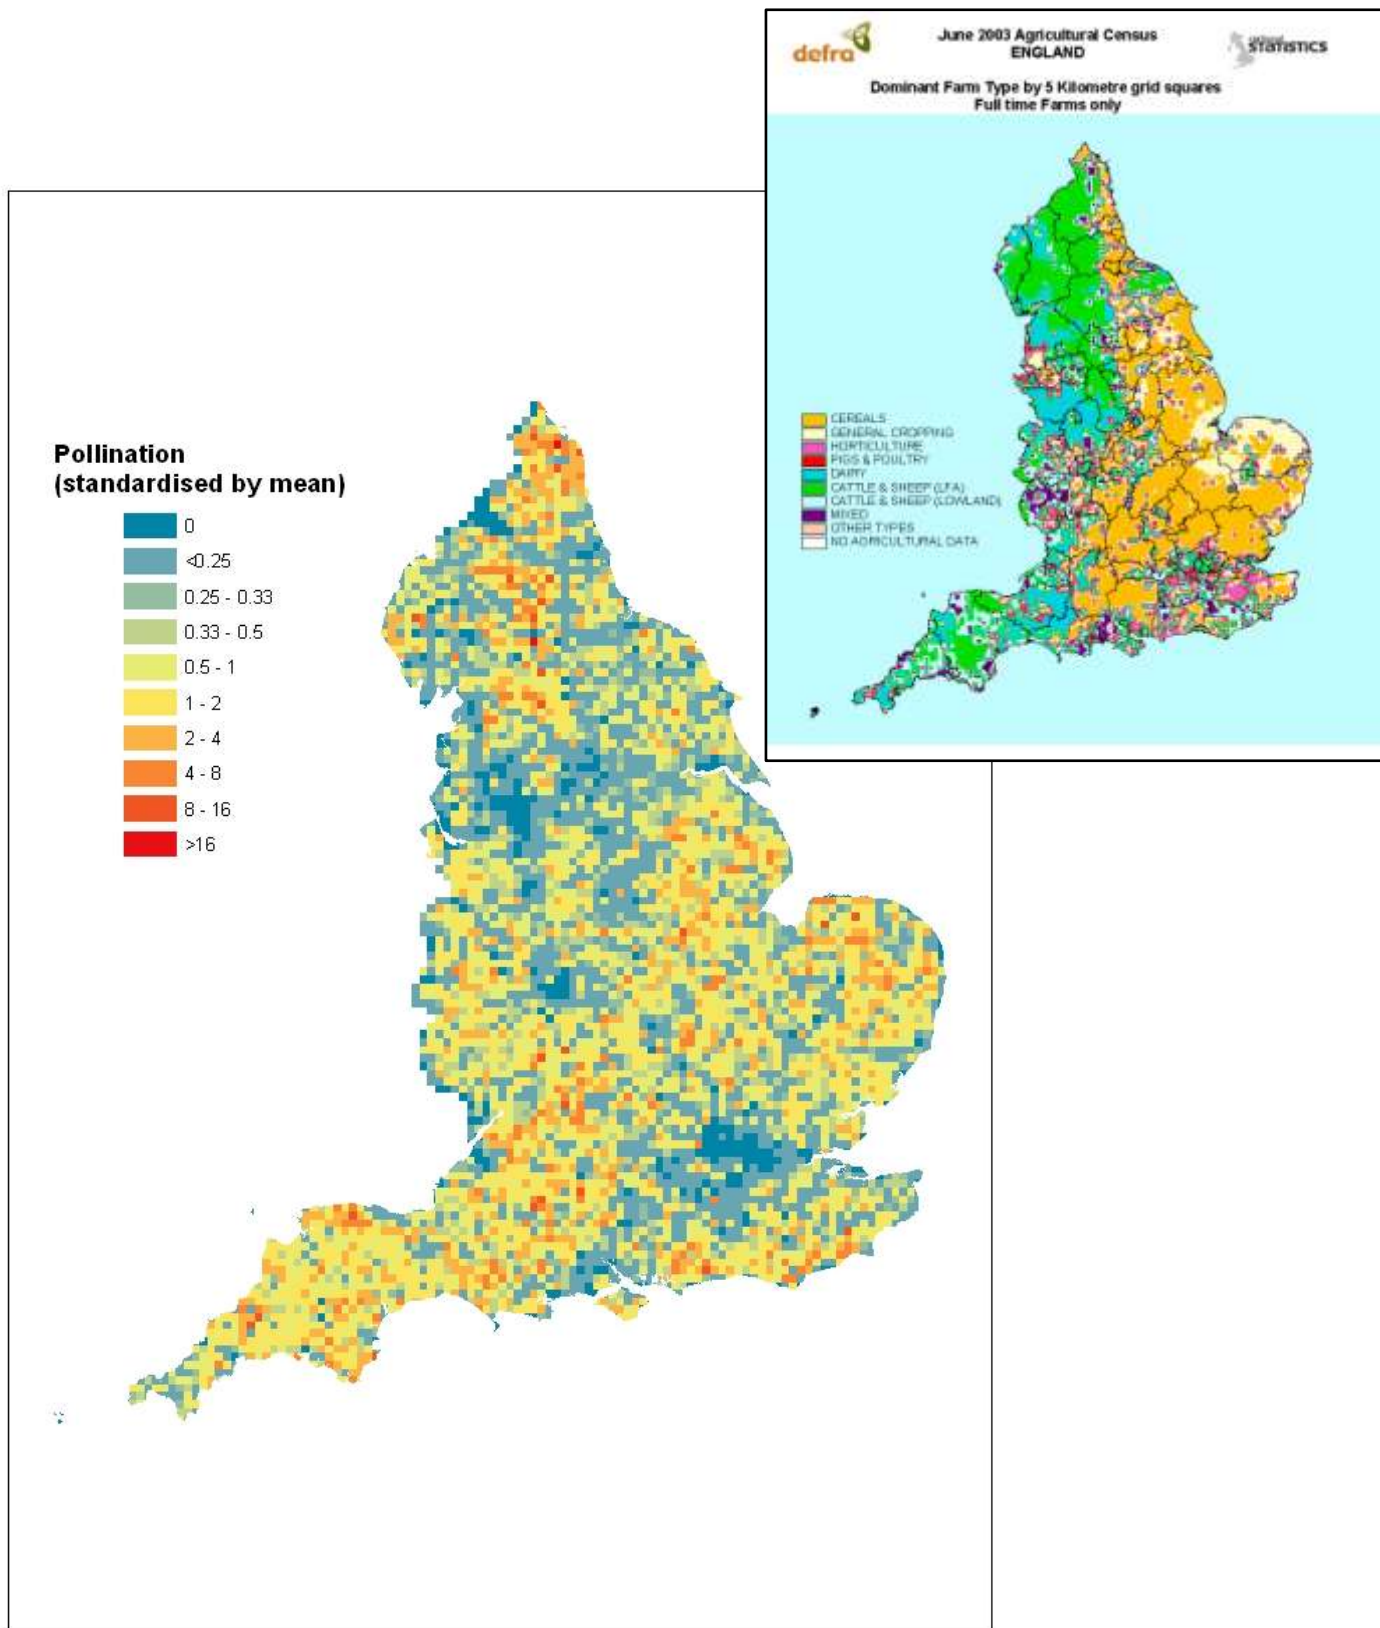 defra
June 2003 Agricultural Census
ENGLAND
STATISTICS
Dominant Farm Type by 5 Kilometre grid squares
Full time Farms only
CEREALS
GENERAL CROPPING
HORTICULTURE
PIGS & POULTRY
DAIRY
CATTLE & SHEEP (LFA)
CATTLE & SHEEP (LOWLAND)
MIXED
OTHER TYPES
NO AGRICULTURAL DATA
Pollination
(standardised by mean)
0
<0.25
0.25 - 0.33
0.33 - 0.5
0.5 - 1
1 - 2
2 - 4
4 - 8
8 - 16
>16